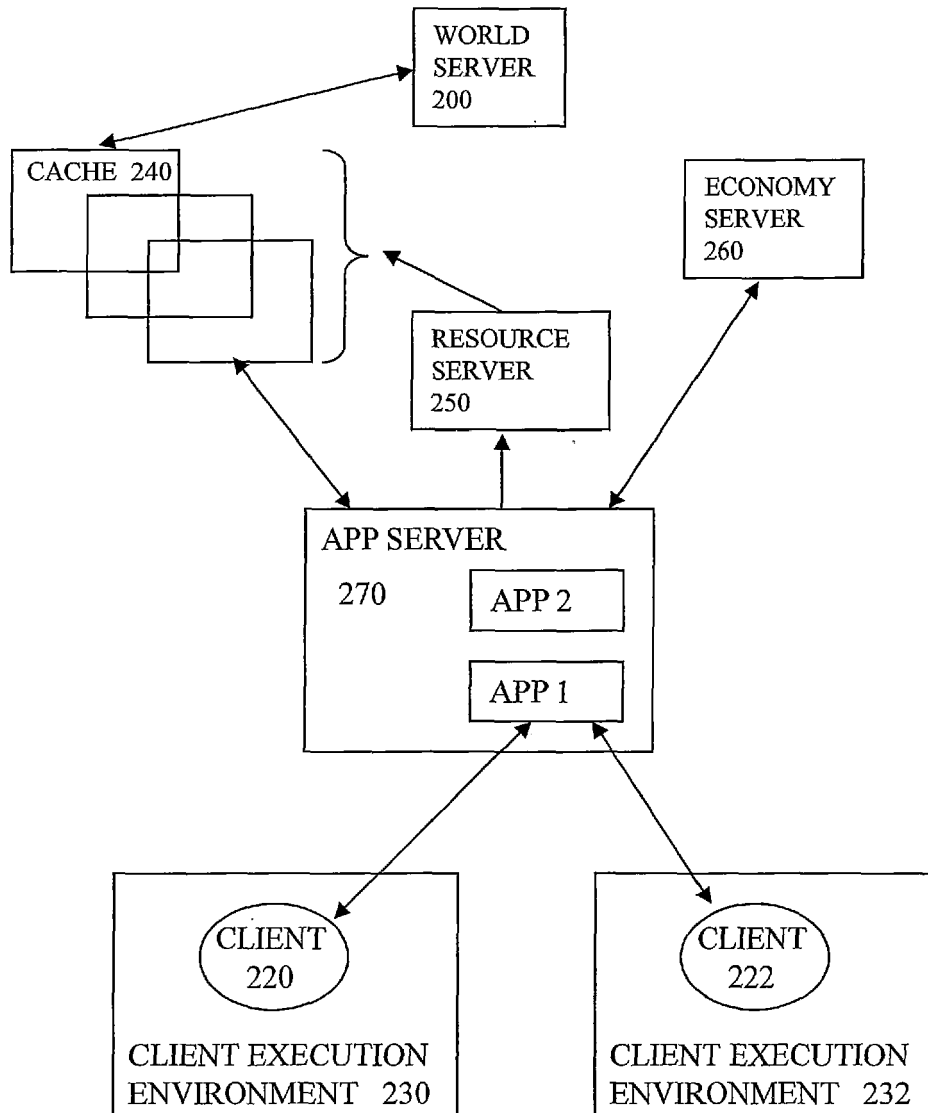 WORLD
SERVER
200
CACHE 240
ECONOMY
SERVER
260
RESOURCE
SERVER
250
APP SERVER
270
APP 2
APP 1
CLIENT
220
CLIENT EXECUTION
ENVIRONMENT 230
CLIENT
222
CLIENT EXECUTION
ENVIRONMENT 232